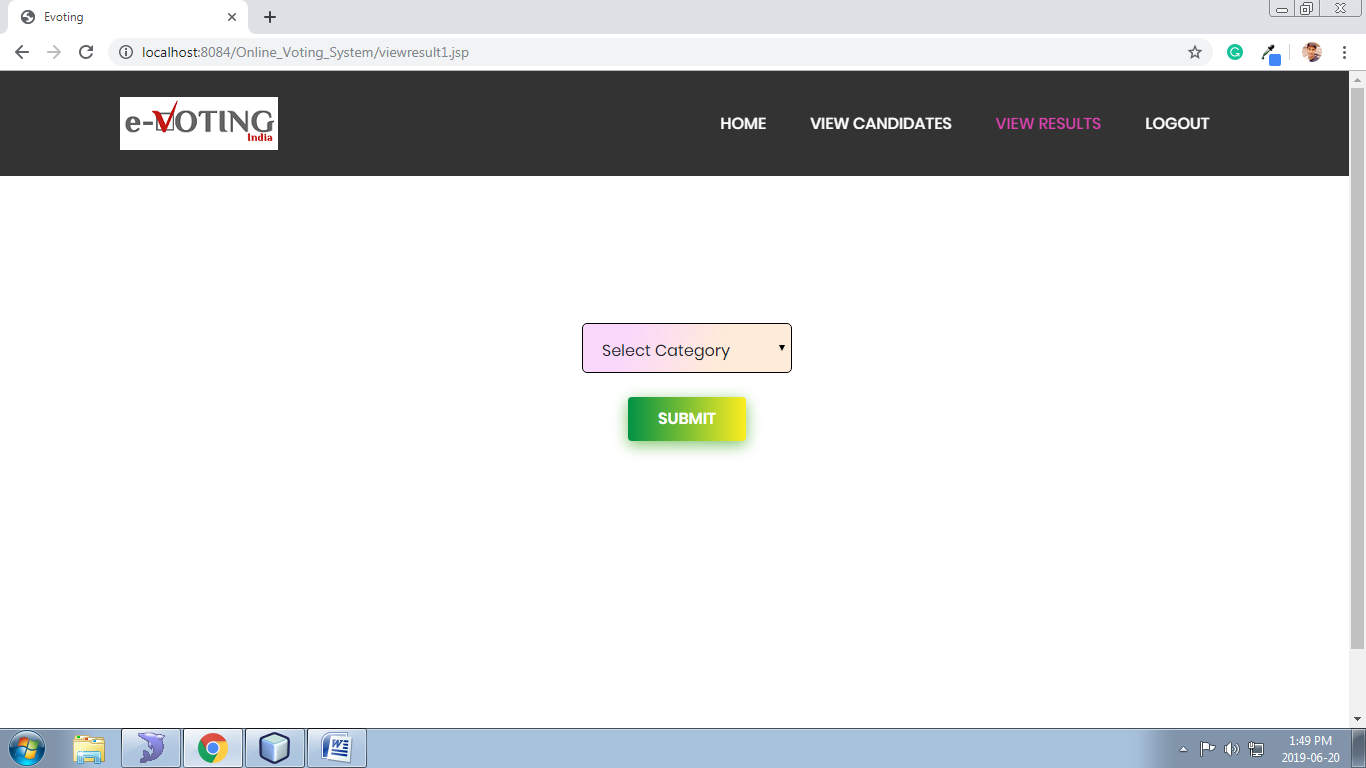 Evoting
localhost:8084/Online_Voting_System/viewresult1.jsp
e-VOTING
India
HOME VIEW CANDIDATES VIEW RESULTS LOGOUT
Select Category
SUBMIT
1:49 PM
2019-06-20